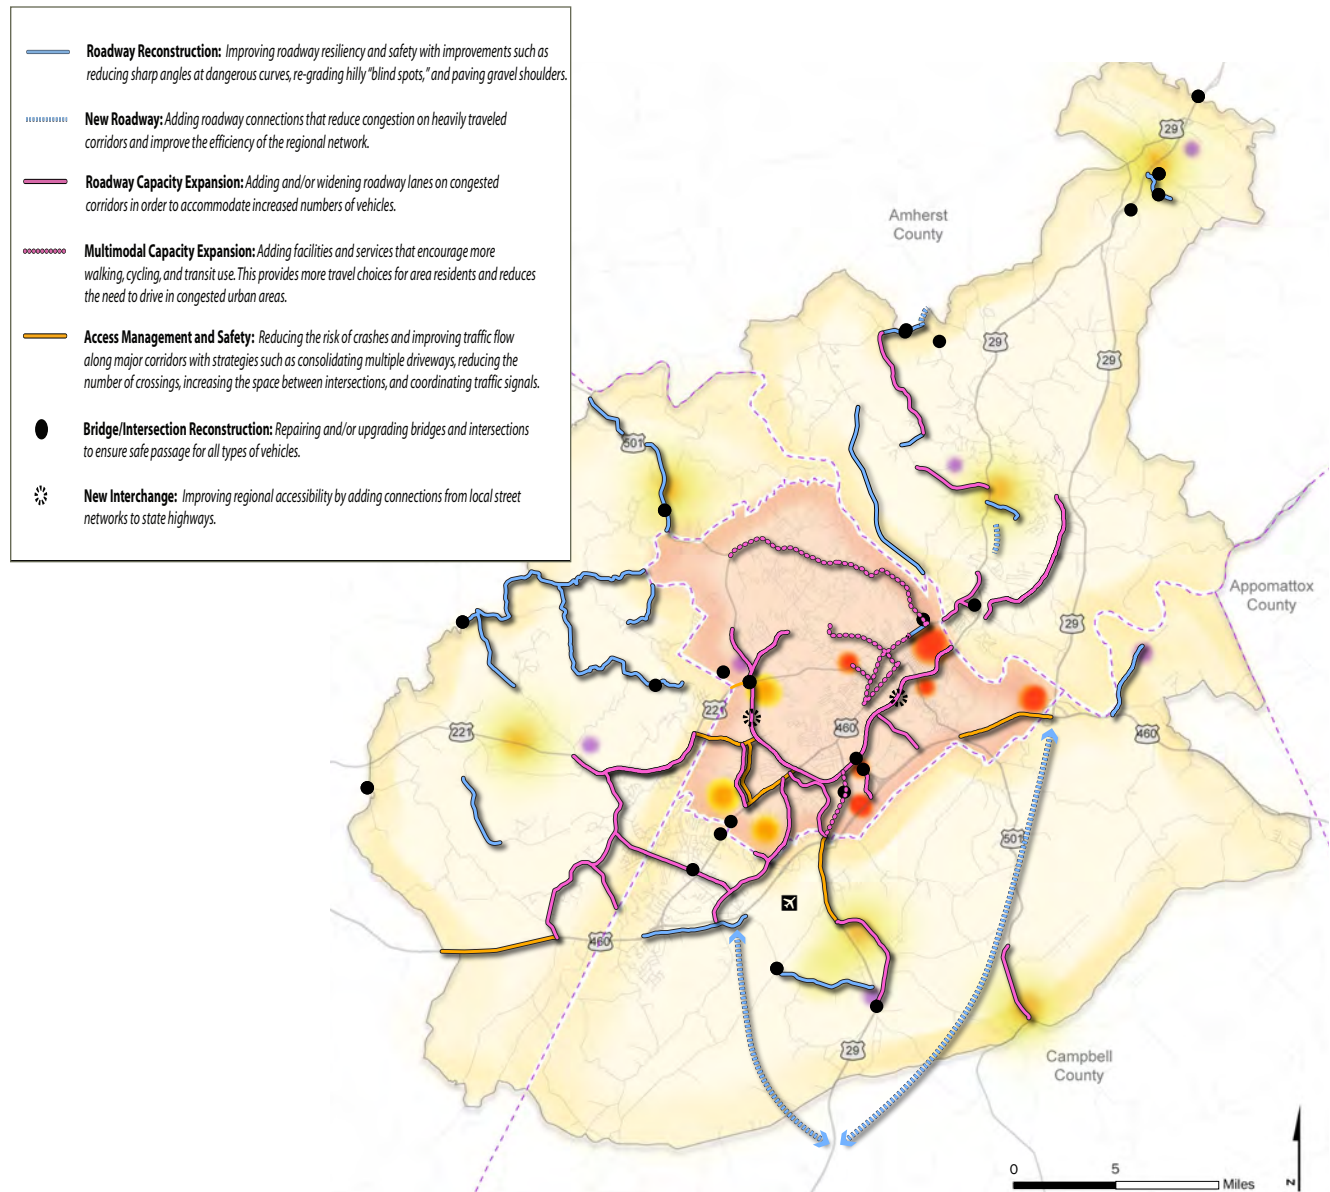 Roadway Reconstruction: Improving roadway resiliency and safety with improvements such as
reducing sharp angles at dangerous curves, re-grading hilly “blind spots,” and paving gravel shoulders.
New Roadway: Adding roadway connections that reduce congestion on heavily traveled
corridors and improve the efficiency of the regional network.
Roadway Capacity Expansion: Adding and/or widening roadway lanes on congested
corridors in order to accommodate increased numbers of vehicles.
Multimodal Capacity Expansion: Adding facilities and services that encourage more
walking, cycling, and transit use. This provides more travel choices for area residents and reduces
the need to drive in congested urban areas.
Access Management and Safety: Reducing the risk of crashes and improving traffic flow
along major corridors with strategies such as consolidating multiple driveways, reducing the
number of crossings, increasing the space between intersections, and coordinating traffic signals.
Bridge/Intersection Reconstruction: Repairing and/or upgrading bridges and intersections
to ensure safe passage for all types of vehicles.
New Interchange: Improving regional accessibility by adding connections from local street
networks to state highways.
29
Amherst
County
29
29
501
Appomattox
County
29
221
221
460
460
501
460
29
Campbell
County
0 5
Miles
N